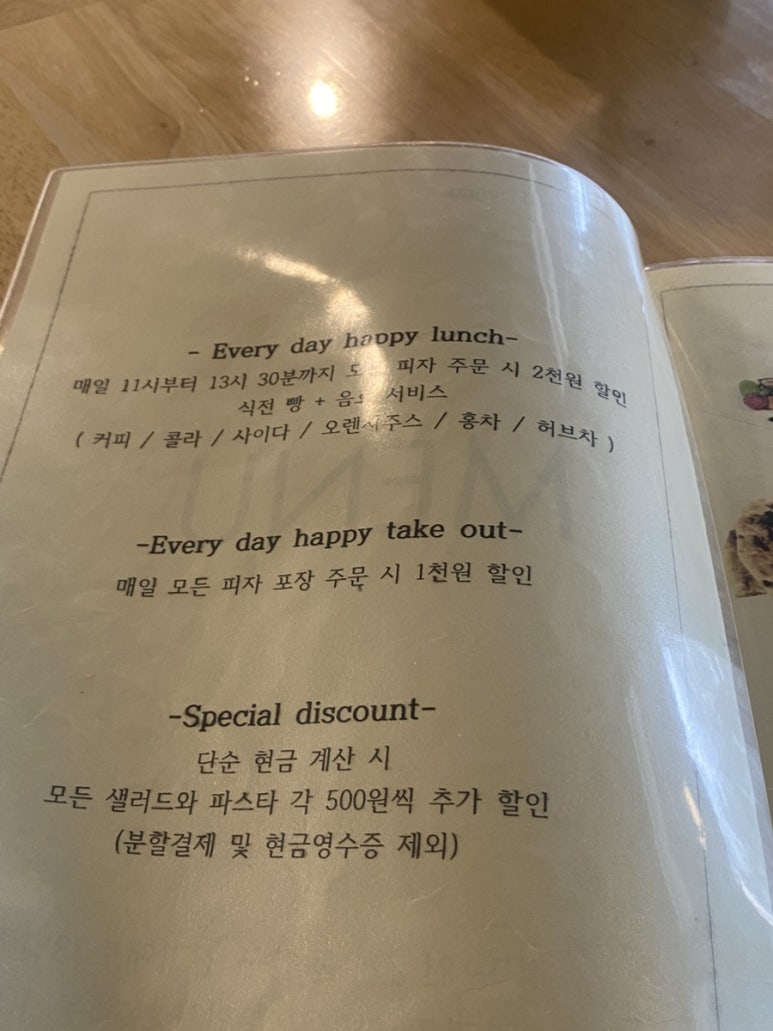 - Every day happy lunch-
매일 11시부터 13시 30분까지 피자 주문 시 2천원 할인
식전 빵 + 서비스
( 커피 / 콜라 / 사이다 / 오렌지주스 / 홍차 / 허브차 )
MENU
-Every day happy take out-
매일 모든 피자 포장 주문 시 1천원 할인
-Special discount-
단순 현금 계산 시
모든 샐러드와 파스타 각 500원씩 추가 할인
(분할결제 및 현금영수증 제외)